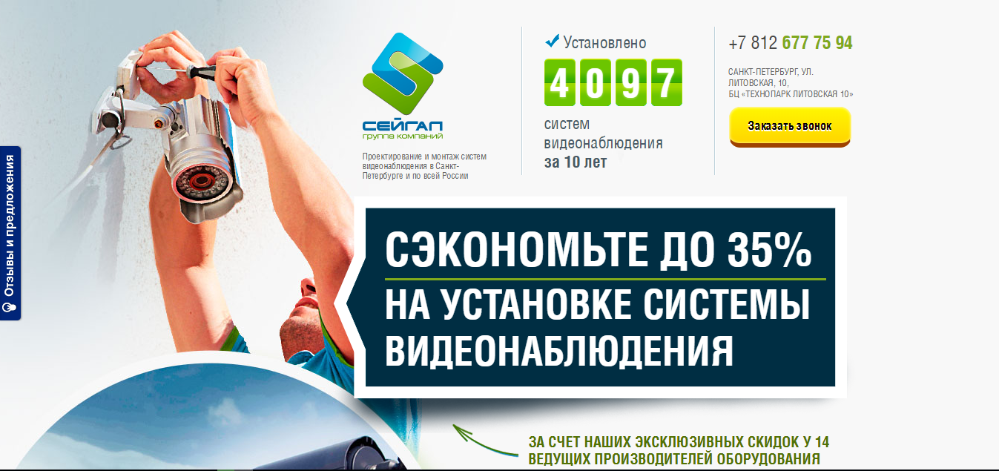 СЕЙГАП
группа компаний
Проектирование и монтаж систем
видеонаблюдения в Санкт-
Петербурге и по всей России
Установлено
4097
систем
видеонаблюдения
за 10 лет
+7 812 677 75 94
САНКТ-ПЕТЕРБУРГ, УЛ.
ЛИТОВСКАЯ, 10,
БЦ «ТЕХНОПАРК ЛИТОВСКАЯ 10»
Заказать звонок
Отзывы и предложения
СЭКОНОМЬТЕ ДО 35%
НА УСТАНОВКЕ СИСТЕМЫ
ВИДЕОНАБЛЮДЕНИЯ
ЗА СЧЕТ НАШИХ ЭКСКЛЮЗИВНЫХ СКИДОК У 14
ВЕДУЩИХ ПРОИЗВОДИТЕЛЕЙ ОБОРУДОВАНИЯ